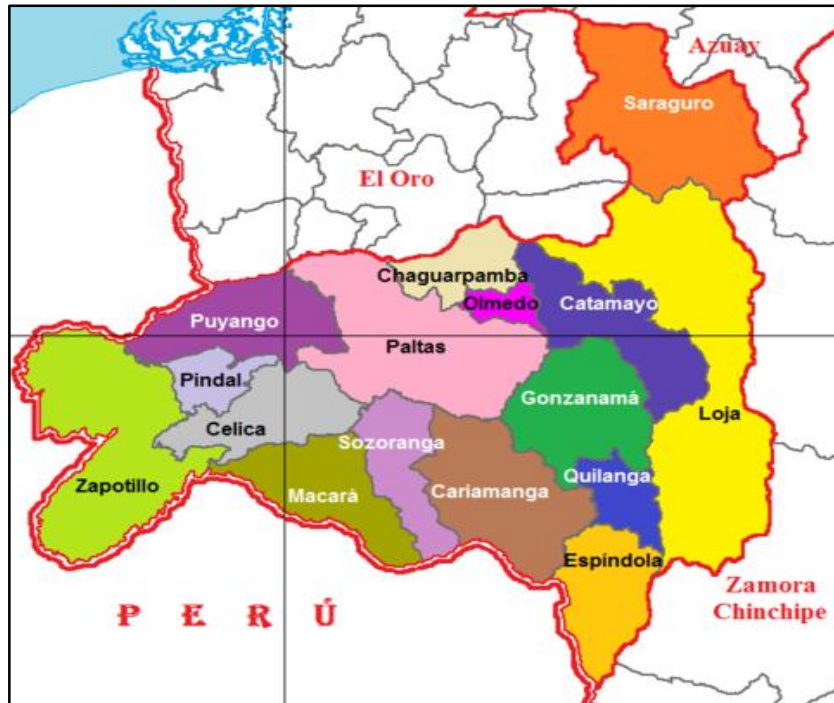 Azuay
Saraguro
El Oro
Chaguarpamba
Olmedo
Catamayo
Puyango
Paltas
Pindal
Gonzanamá
Loja
Celica
Sozoranga
Quilanga
Zapotillo
Macará
Cariamanga
Espíndola
Zamora
Chinchipe
P E R Ú